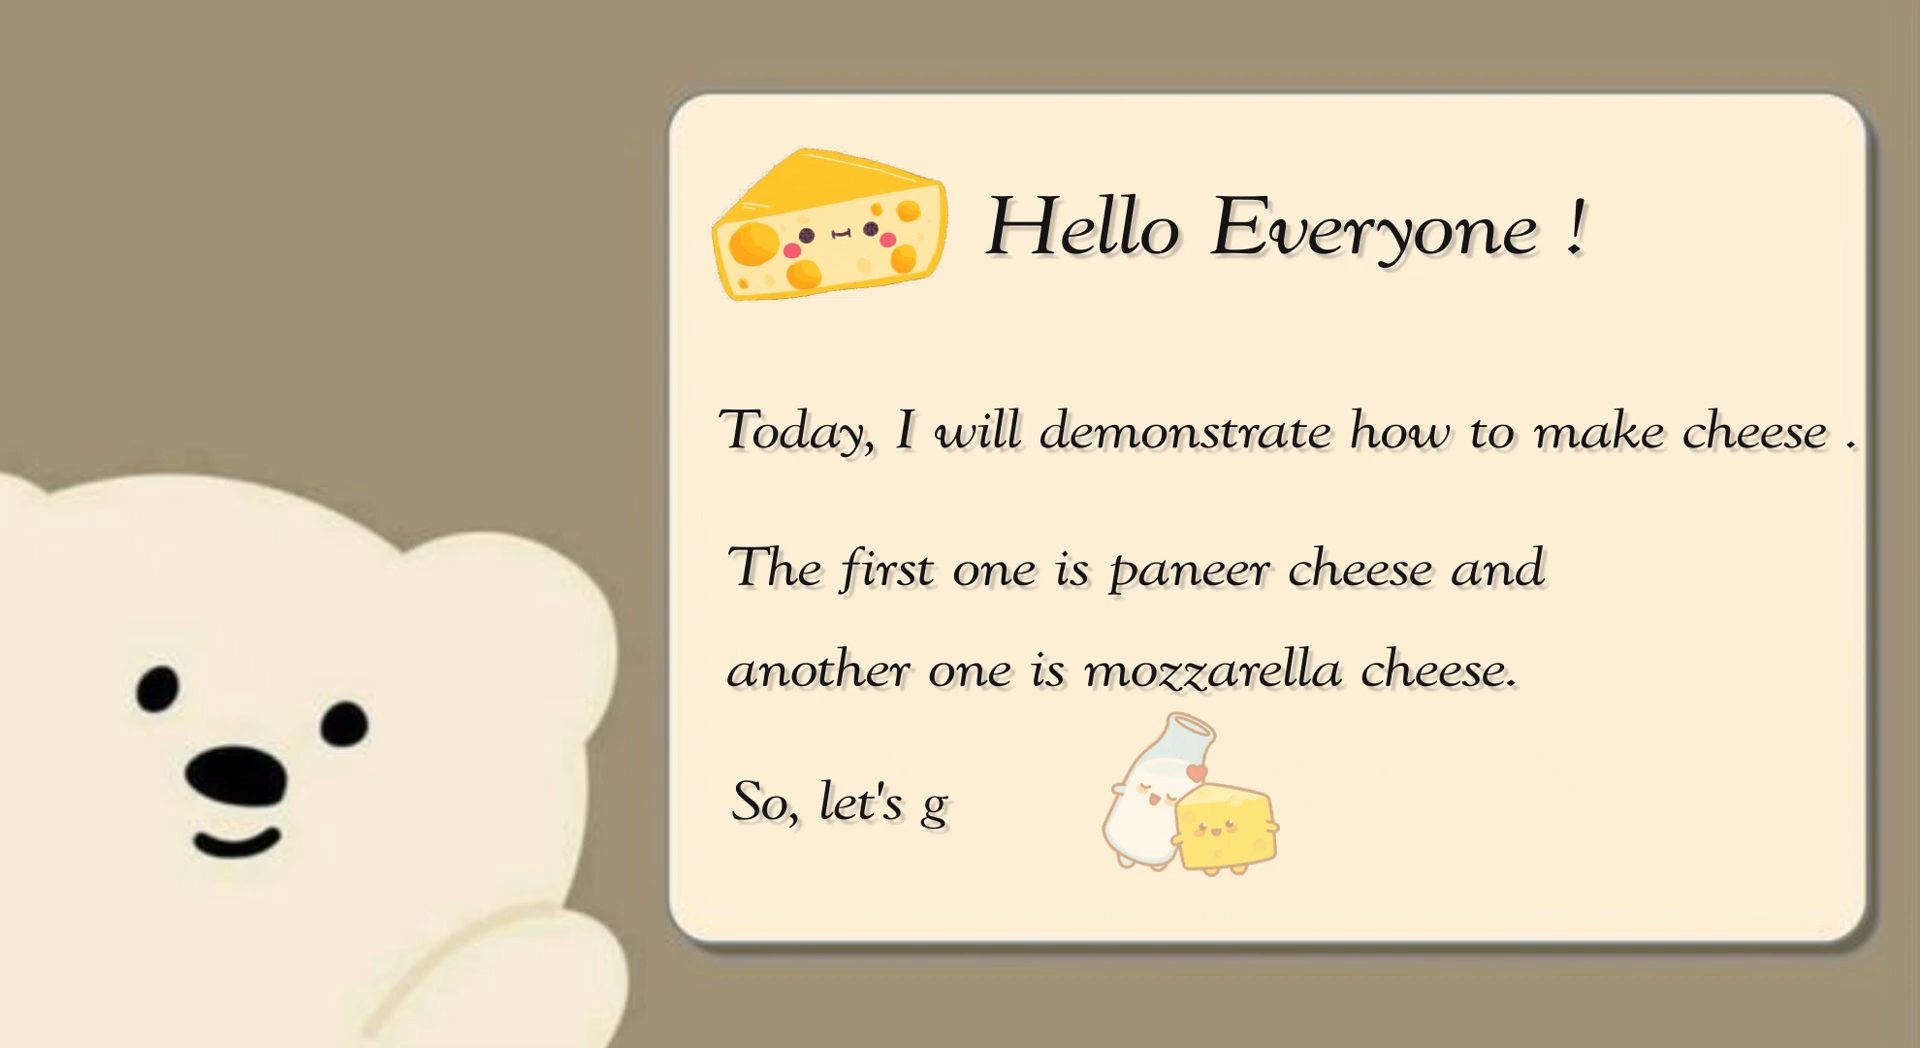 Hello Everyone !
Today, I will demonstrate how to make cheese .
The first one is paneer cheese and
another one is mozzarella cheese.
So, let's g